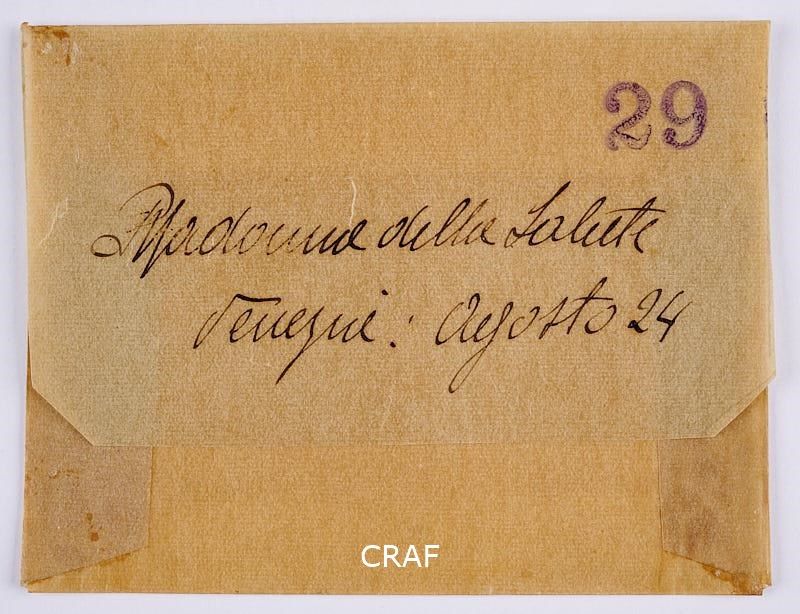 29
Madonna della Salute
Venezia: Agosto 24
CRAF